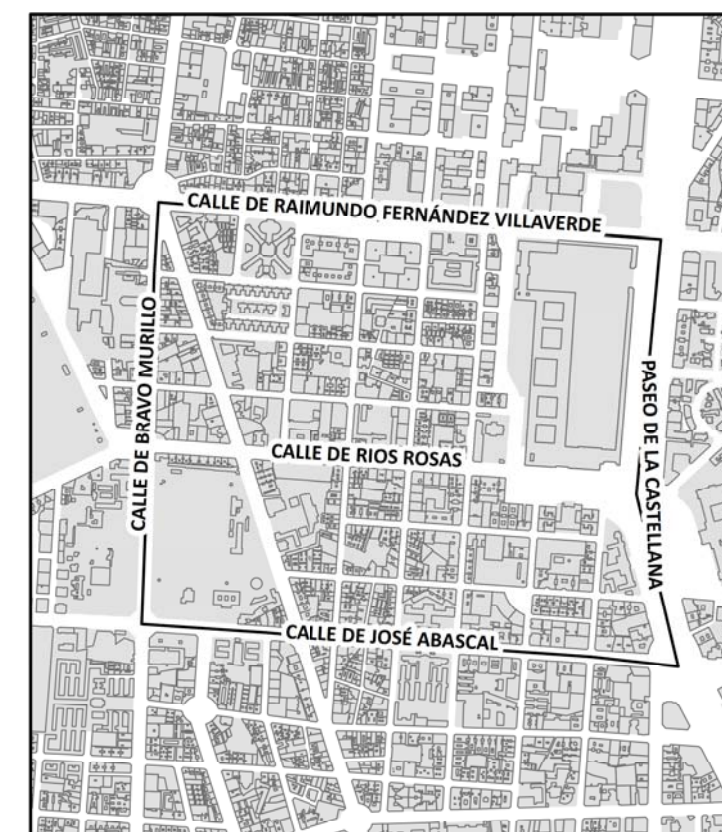 CALLE DE RAIMUNDO FERNÁNDEZ VILLAVERDE
CALLE DE BRAVO MURILLO
PASEO DE LA CASTELLANA
CALLE DE RIOS ROSAS
CALLE DE JOSÉ ABASCAL